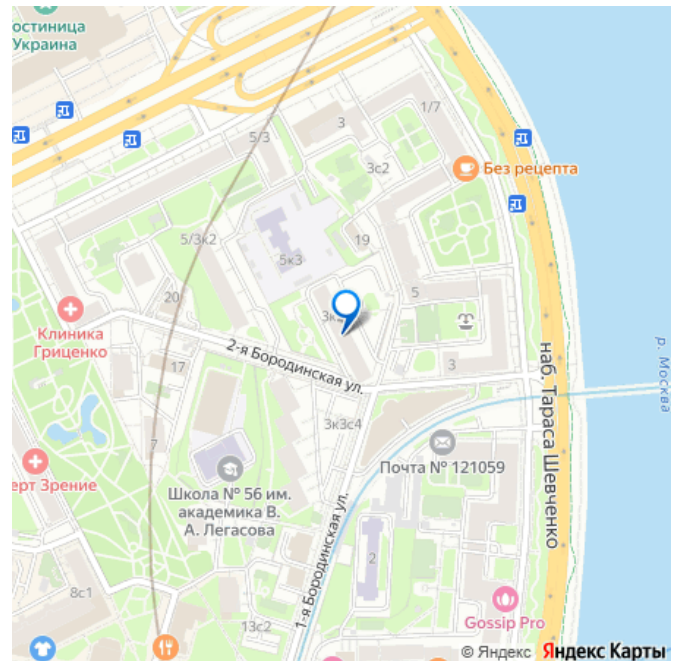 остиница
Украина
1/7
3
5/3
3с2
Без рецепта
19
5/3к2
5к3
20
5
Клиника
Гриценко
2-я Бородинская ул.
3
р. Москва
наб. Тараса Шевченко
17
7
3к3с4
Почта № 121059
ерт Зрение
Школа № 56 им.
академика В.
А. Легасова
1-я Бородинская ул.
2
8с1
13с2
Gossip Pro
© Яндекс Яндекс Карты